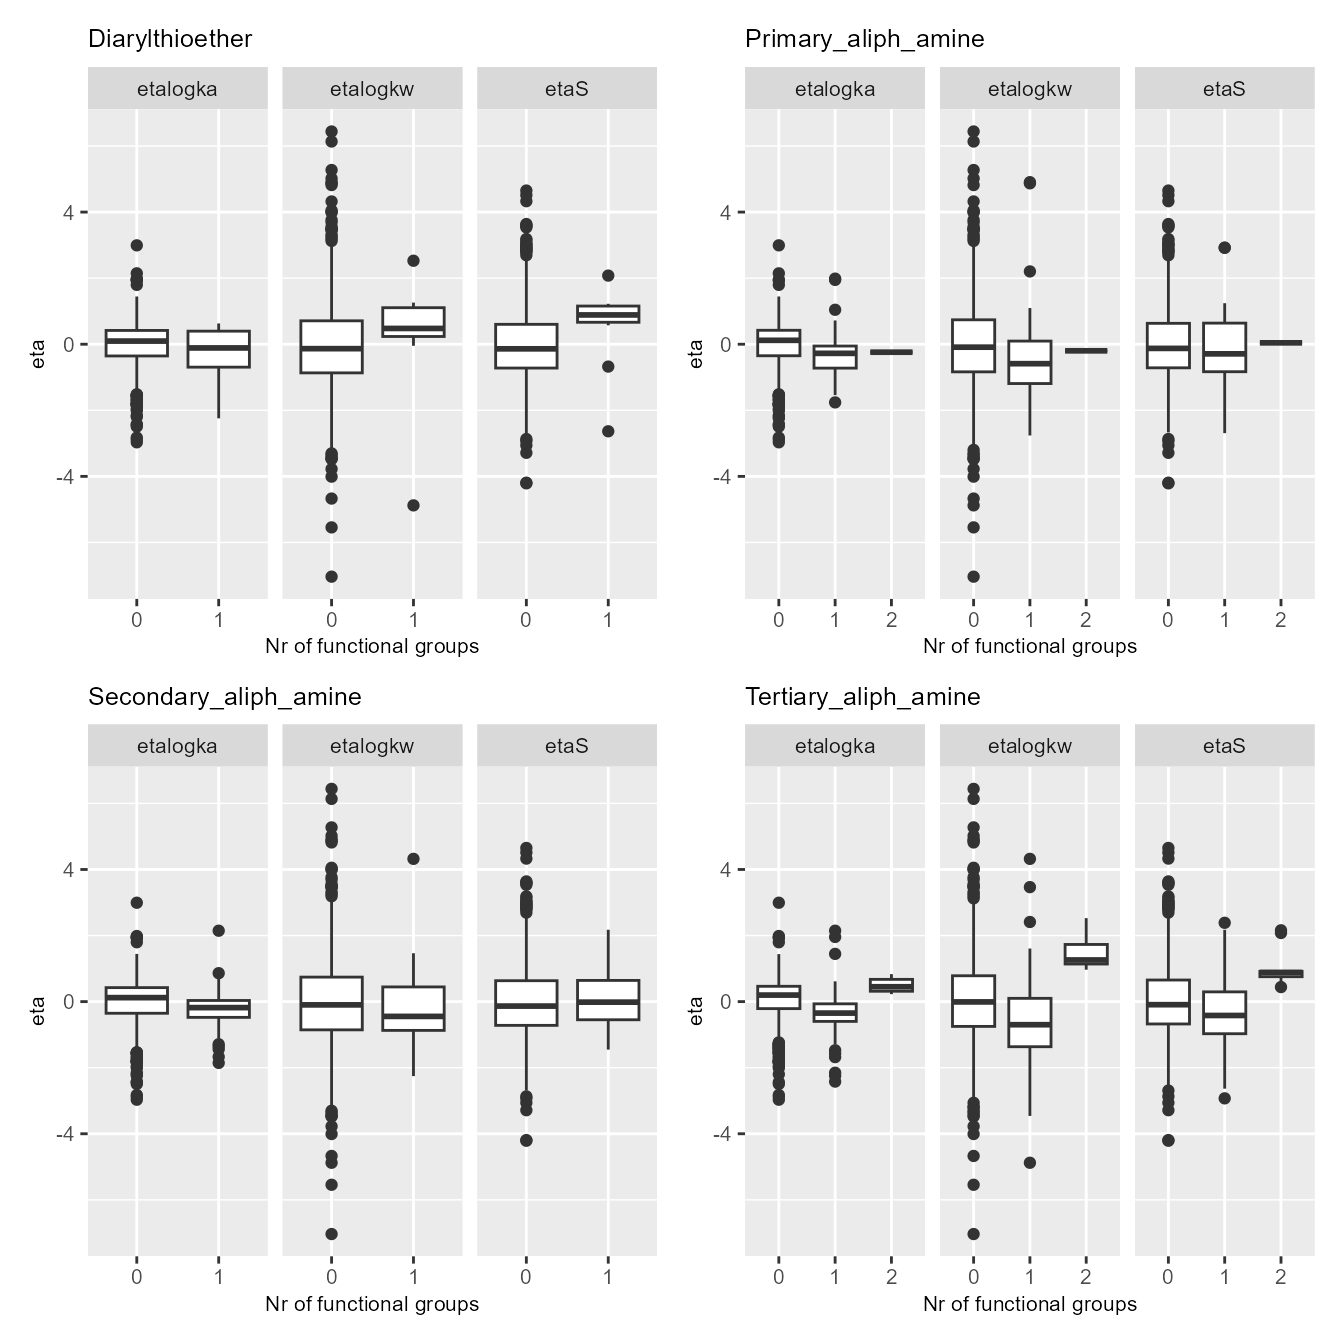 Diarylthioether
etalogka etalogkw etaS
eta
4
0
-4
0 1 0 1 0 1
Nr of functional groups
Primary_aliph_amine
etalogka etalogkw etaS
eta
4
0
-4
0 1 2 0 1 2 0 1 2
Nr of functional groups
Secondary_aliph_amine
etalogka etalogkw etaS
eta
4
0
-4
0 1 0 1 0 1
Nr of functional groups
Tertiary_aliph_amine
etalogka etalogkw etaS
eta
4
0
-4
0 1 2 0 1 2 0 1 2
Nr of functional groups